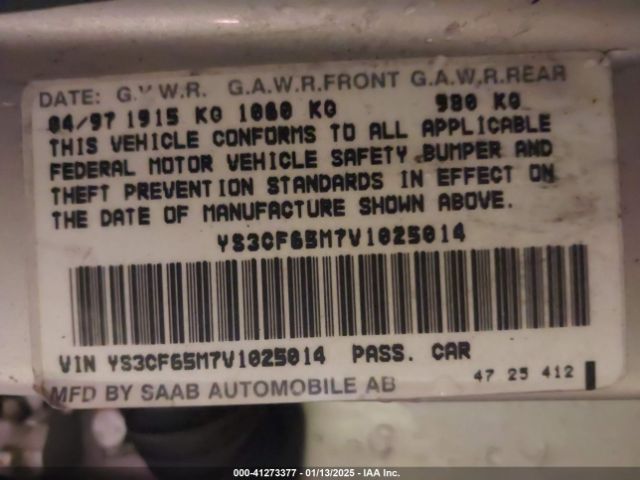 DATE: G.V.W.R. G.A.W.R.FRONT G.A.W.R.REAR
04/97 1915 KG 1060 KG 980 KG
THIS VEHICLE CONFORMS TO ALL APPLICABLE
FEDERAL MOTOR VEHICLE SAFETY BUMPER AND
THEFT PREVENTION STANDARDS IN EFFECT ON
THE DATE OF MANUFACTURE SHOWN ABOVE.
YS3CF65M7V1025014
VIN YS3CF65M7V1025014 PASS. CAR
MFD BY SAAB AUTOMOBILE AB 47 25 412
000-41273377 - 01/13/2025 - IAA Inc.